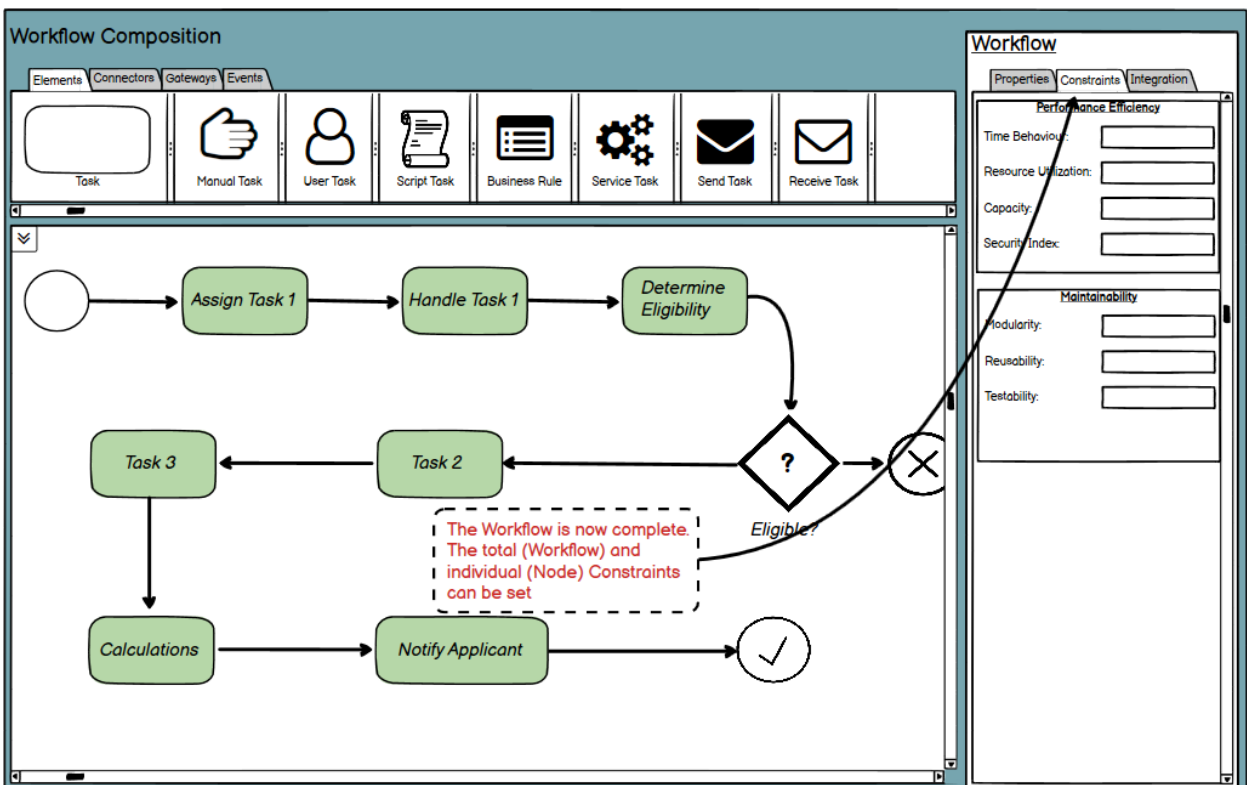 Workflow Composition
Elements Connectors Gateways Events
Task
Manual Task
User Task
Script Task
Business Rule
Service Task
Send Task
Receive Task
Assign Task 1
Handle Task 1
Determine
Eligibility
Task 3
Task 2
?
Eligible?
The Workflow is now complete.
The total (Workflow) and
individual (Node) Constraints
can be set
Calculations
Notify Applicant
Workflow
Properties Constraints Integration
Performance Efficiency
Time Behaviour:
Resource Utilization:
Capacity:
Security Index:
Maintainability
Modularity:
Reusability:
Testability: